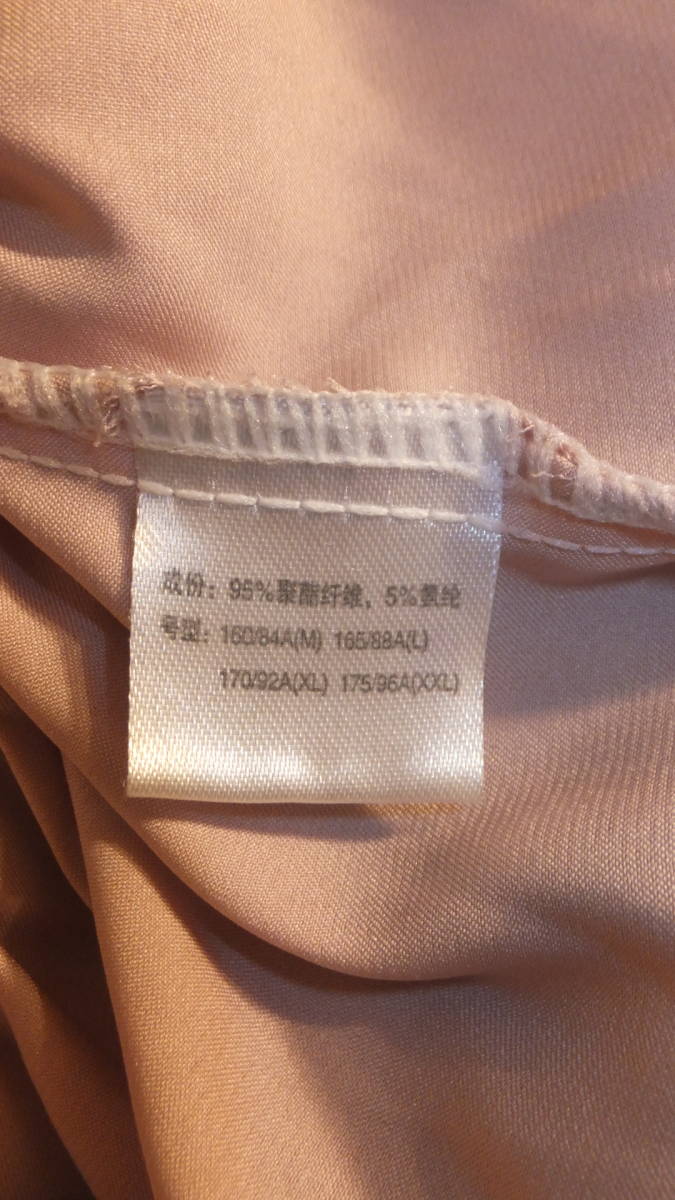 成份：95%聚酯纤维，5%氨纶
号型：160/84A(M) 165/88A(L)
170/92A(XL) 175/96A(XXL)